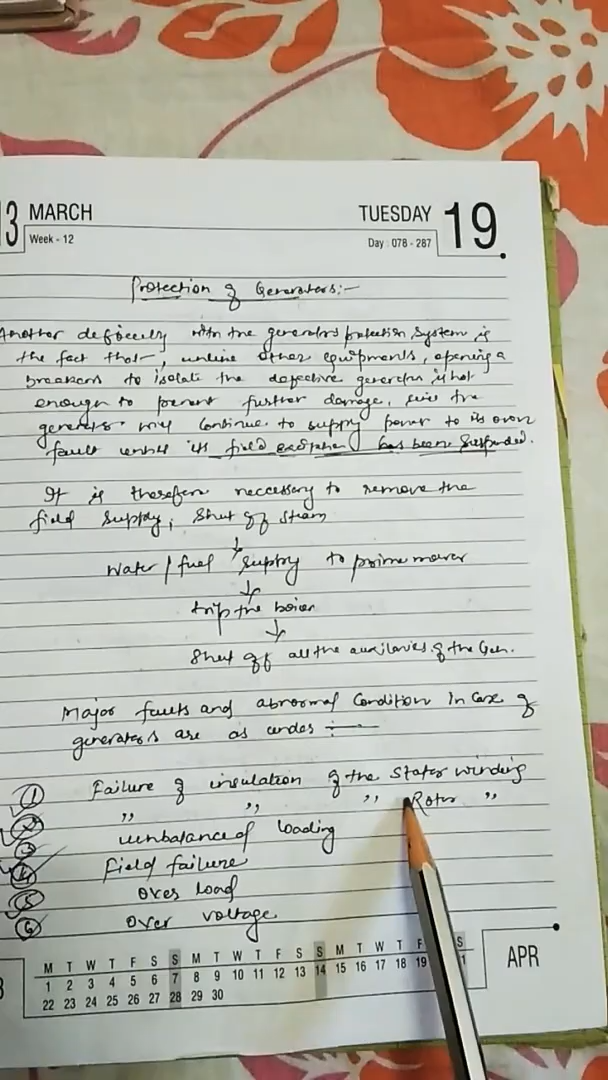 13 MARCH
Week - 12
TUESDAY 19
Day : 078 - 287
Protection of Generators:-
Another difficulty with the generators protection system is
the fact that, unlike other equipments, opening a
breakers to isolate the defective generator is not
enough to prevent further damage, since the
generator will continue to supply power to its own
fault until its field excitation has been suspended.
It is therefore neccessary to remove the
field supply, shut off steam
↓
Water / fuel supply to prime mover
↓
trip the boiler
↓
Shut off all the auxilaries of the Gen.
Major faults and abnormal Condition In Case of
generators are as under :-
1 Failure of insulation of the Stator winding
2 ,, ,, ,, Rotor ,,
3 unbalance of loading
4 Field failure
5 Over load
6 Over voltage
M T W T F S S M T W T F S S M T W T F S
1 2 3 4 5 6 7 8 9 10 11 12 13 14 15 16 17 18 19
22 23 24 25 26 27 28 29 30
APR